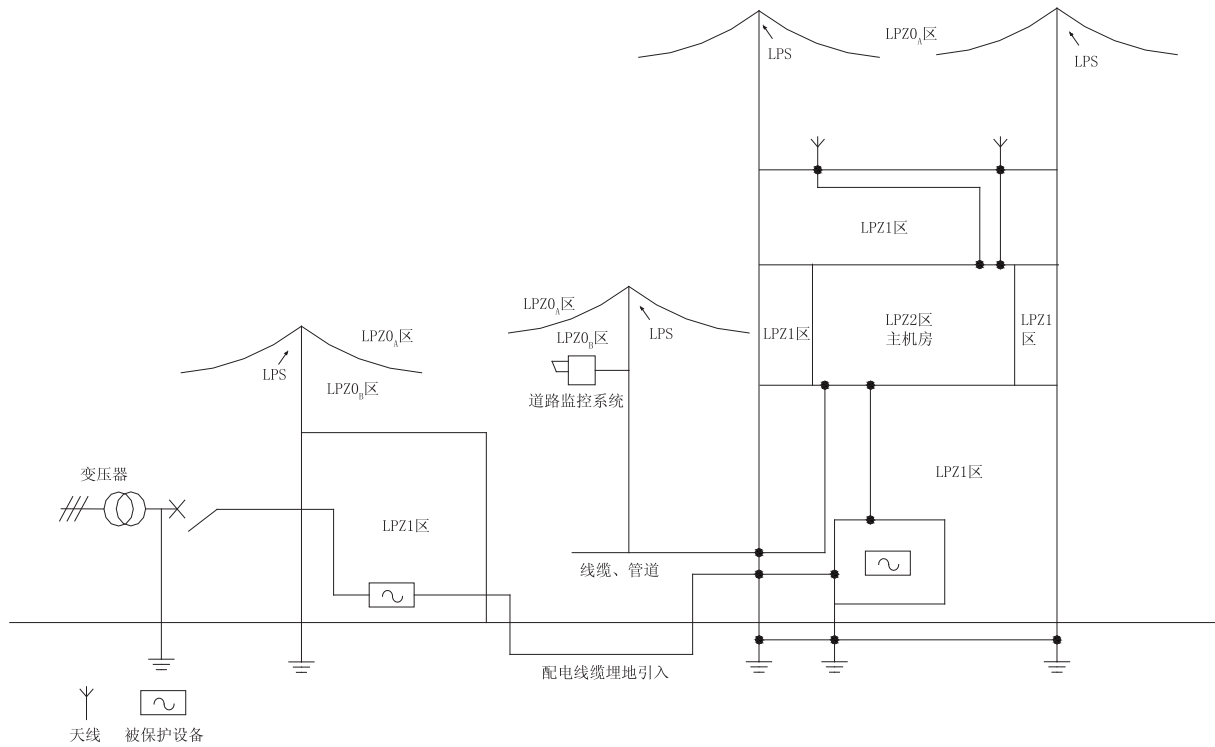 LPZ0A区
LPS
LPS
LPZ1区
LPZ0A区
LPZ0B区
LPS
LPZ1区
LPZ2区
主机房
LPZ1
区
LPZ0A区
LPS
LPZ0B区
道路监控系统
变压器
LPZ1区
LPZ1区
线缆、管道
配电线缆埋地引入
天线
被保护设备